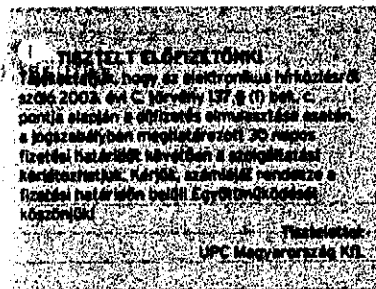 TISZTELT ELŐFIZETŐNK!
Tájékoztatjuk, hogy az elektronikus hírközlésről
szóló 2003. évi C. törvény 137.§ (1) bek. c.
pontja alapján a díjfizetés elmulasztása esetén,
a jogszabályban meghatározott 30 napos
fizetési határidőt követően a szolgáltatást
korlátozhatjuk. Kérjük, számláját rendezze a
fizetési határidőn belül! Együttműködését
köszönjük!
Tisztelettel:
UPC Magyarország Kft.